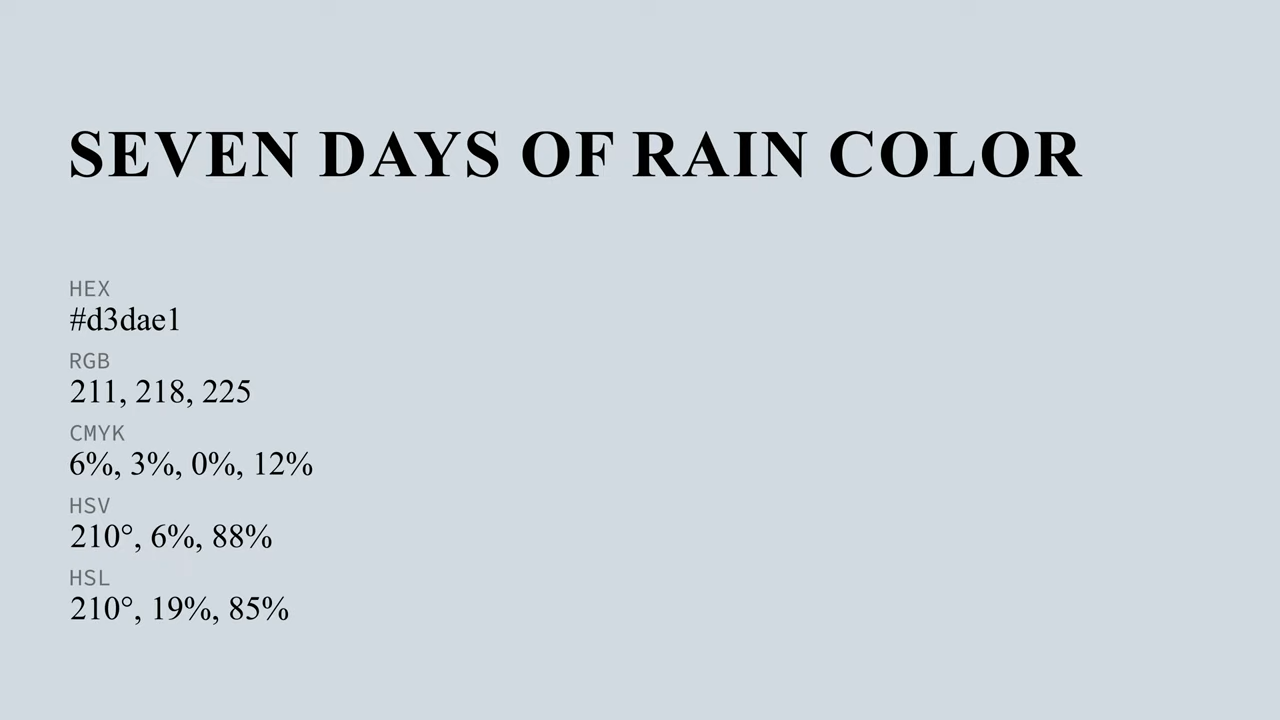 SEVEN DAYS OF RAIN COLOR
HEX
#d3dae1
RGB
211, 218, 225
CMYK
6%, 3%, 0%, 12%
HSV
210°, 6%, 88%
HSL
210°, 19%, 85%